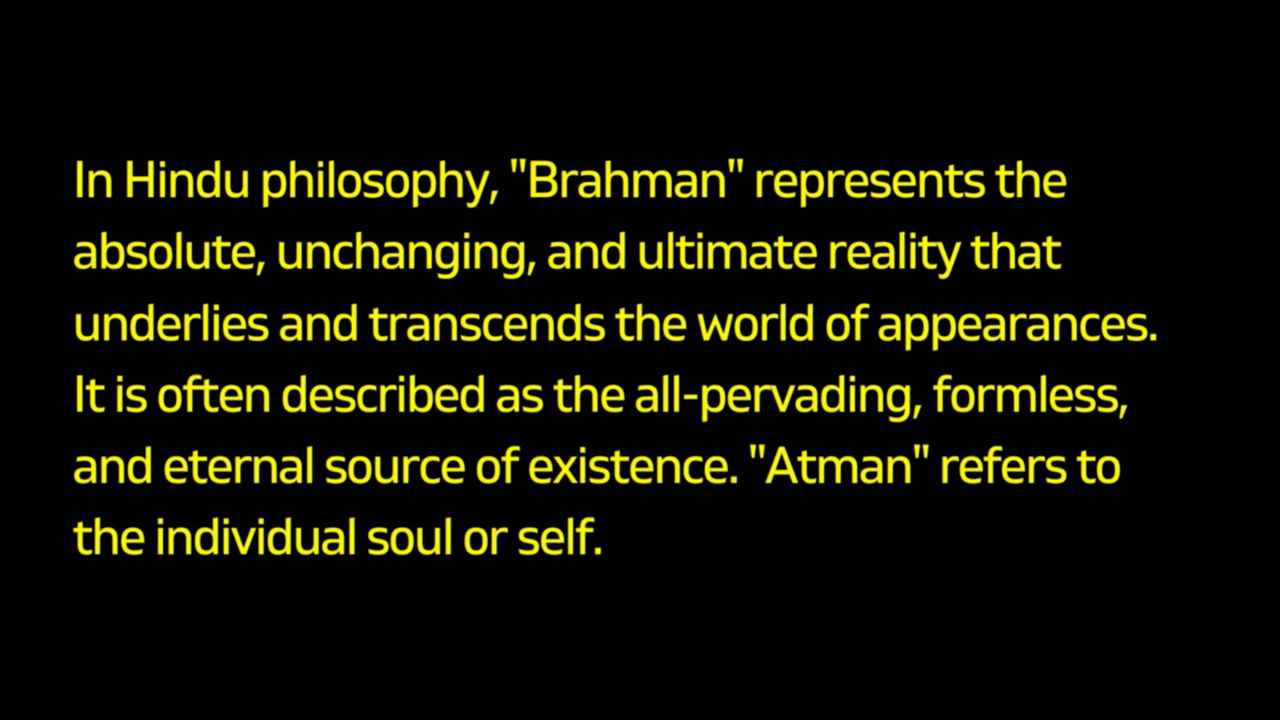 In Hindu philosophy, "Brahman" represents the
absolute, unchanging, and ultimate reality that
underlies and transcends the world of appearances.
It is often described as the all-pervading, formless,
and eternal source of existence. "Atman" refers to
the individual soul or self.